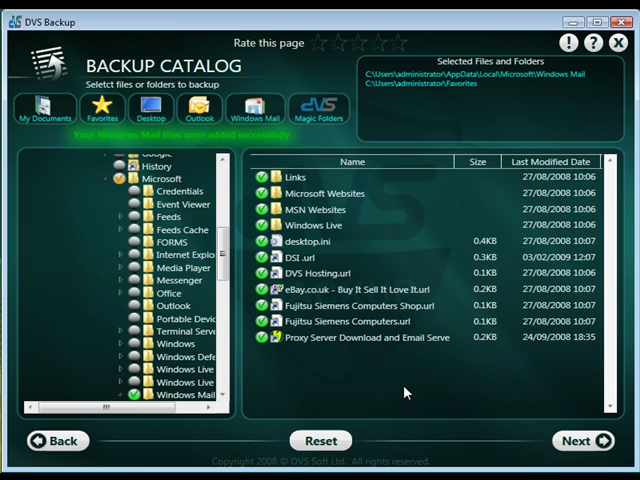 DVS Backup
Rate this page
BACKUP CATALOG
Seletct files or folders to backup
Selected Files and Folders
C:\Users\administrator\AppData\Local\Microsoft\Windows Mail
C:\Users\administrator\Favorites
My Documents
Favorites
Desktop
Outlook
Windows Mail
DVS
Magic Folders
Your Windows Mail files were added successfully
Google
History
Microsoft
Credentials
Event Viewer
Feeds
Feeds Cache
FORMS
Internet Explo
Media Player
Messenger
Office
Outlook
Portable Devic
Terminal Serve
Windows
Windows Defe
Windows Live
Windows Live
Windows Mail
Name Size Last Modified Date
Links 27/08/2008 10:06
Microsoft Websites 27/08/2008 10:06
MSN Websites 27/08/2008 10:06
Windows Live 27/08/2008 10:06
desktop.ini 0.4KB 27/08/2008 10:07
DSI .url 0.3KB 03/02/2009 12:07
DVS Hosting.url 0.1KB 27/08/2008 10:06
eBay.co.uk - Buy It Sell It Love It.url 0.2KB 27/08/2008 10:07
Fujitsu Siemens Computers Shop.url 0.1KB 27/08/2008 10:07
Fujitsu Siemens Computers.url 0.1KB 27/08/2008 10:07
Proxy Server Download and Email Serve 0.2KB 24/09/2008 18:35
Back
Reset
Next
Copyright 2008 © DVS Soft Ltd. All rights reserved.